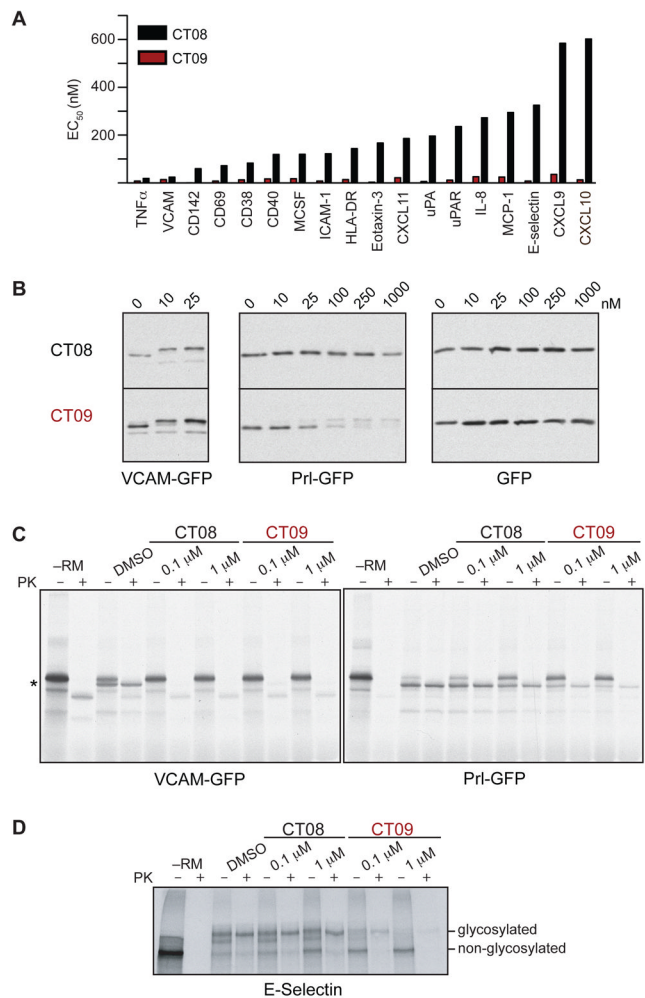 A
CT08
CT09
EC50 (nM)
600
400
200
TNFα
VCAM
CD142
CD69
CD38
CD40
MCSF
ICAM-1
HLA-DR
Eotaxin-3
CXCL11
uPA
uPAR
IL-8
MCP-1
E-selectin
CXCL9
CXCL10
B
0 10 25 0 10 25 100 250 1000 0 10 25 100 250 1000 nM
CT08
CT09
VCAM-GFP Prl-GFP GFP
C
CT08 CT09 CT08 CT09
–RM DMSO 0.1 μM 1 μM 0.1 μM 1 μM –RM DMSO 0.1 μM 1 μM 0.1 μM 1 μM
PK – + – + – + – + – + – + – + – + – + – + – + – +
*
VCAM-GFP Prl-GFP
D
CT08 CT09
–RM DMSO 0.1 μM 1 μM 0.1 μM 1 μM
PK – + – + – + – + – + – +
glycosylated
non-glycosylated
E-Selectin